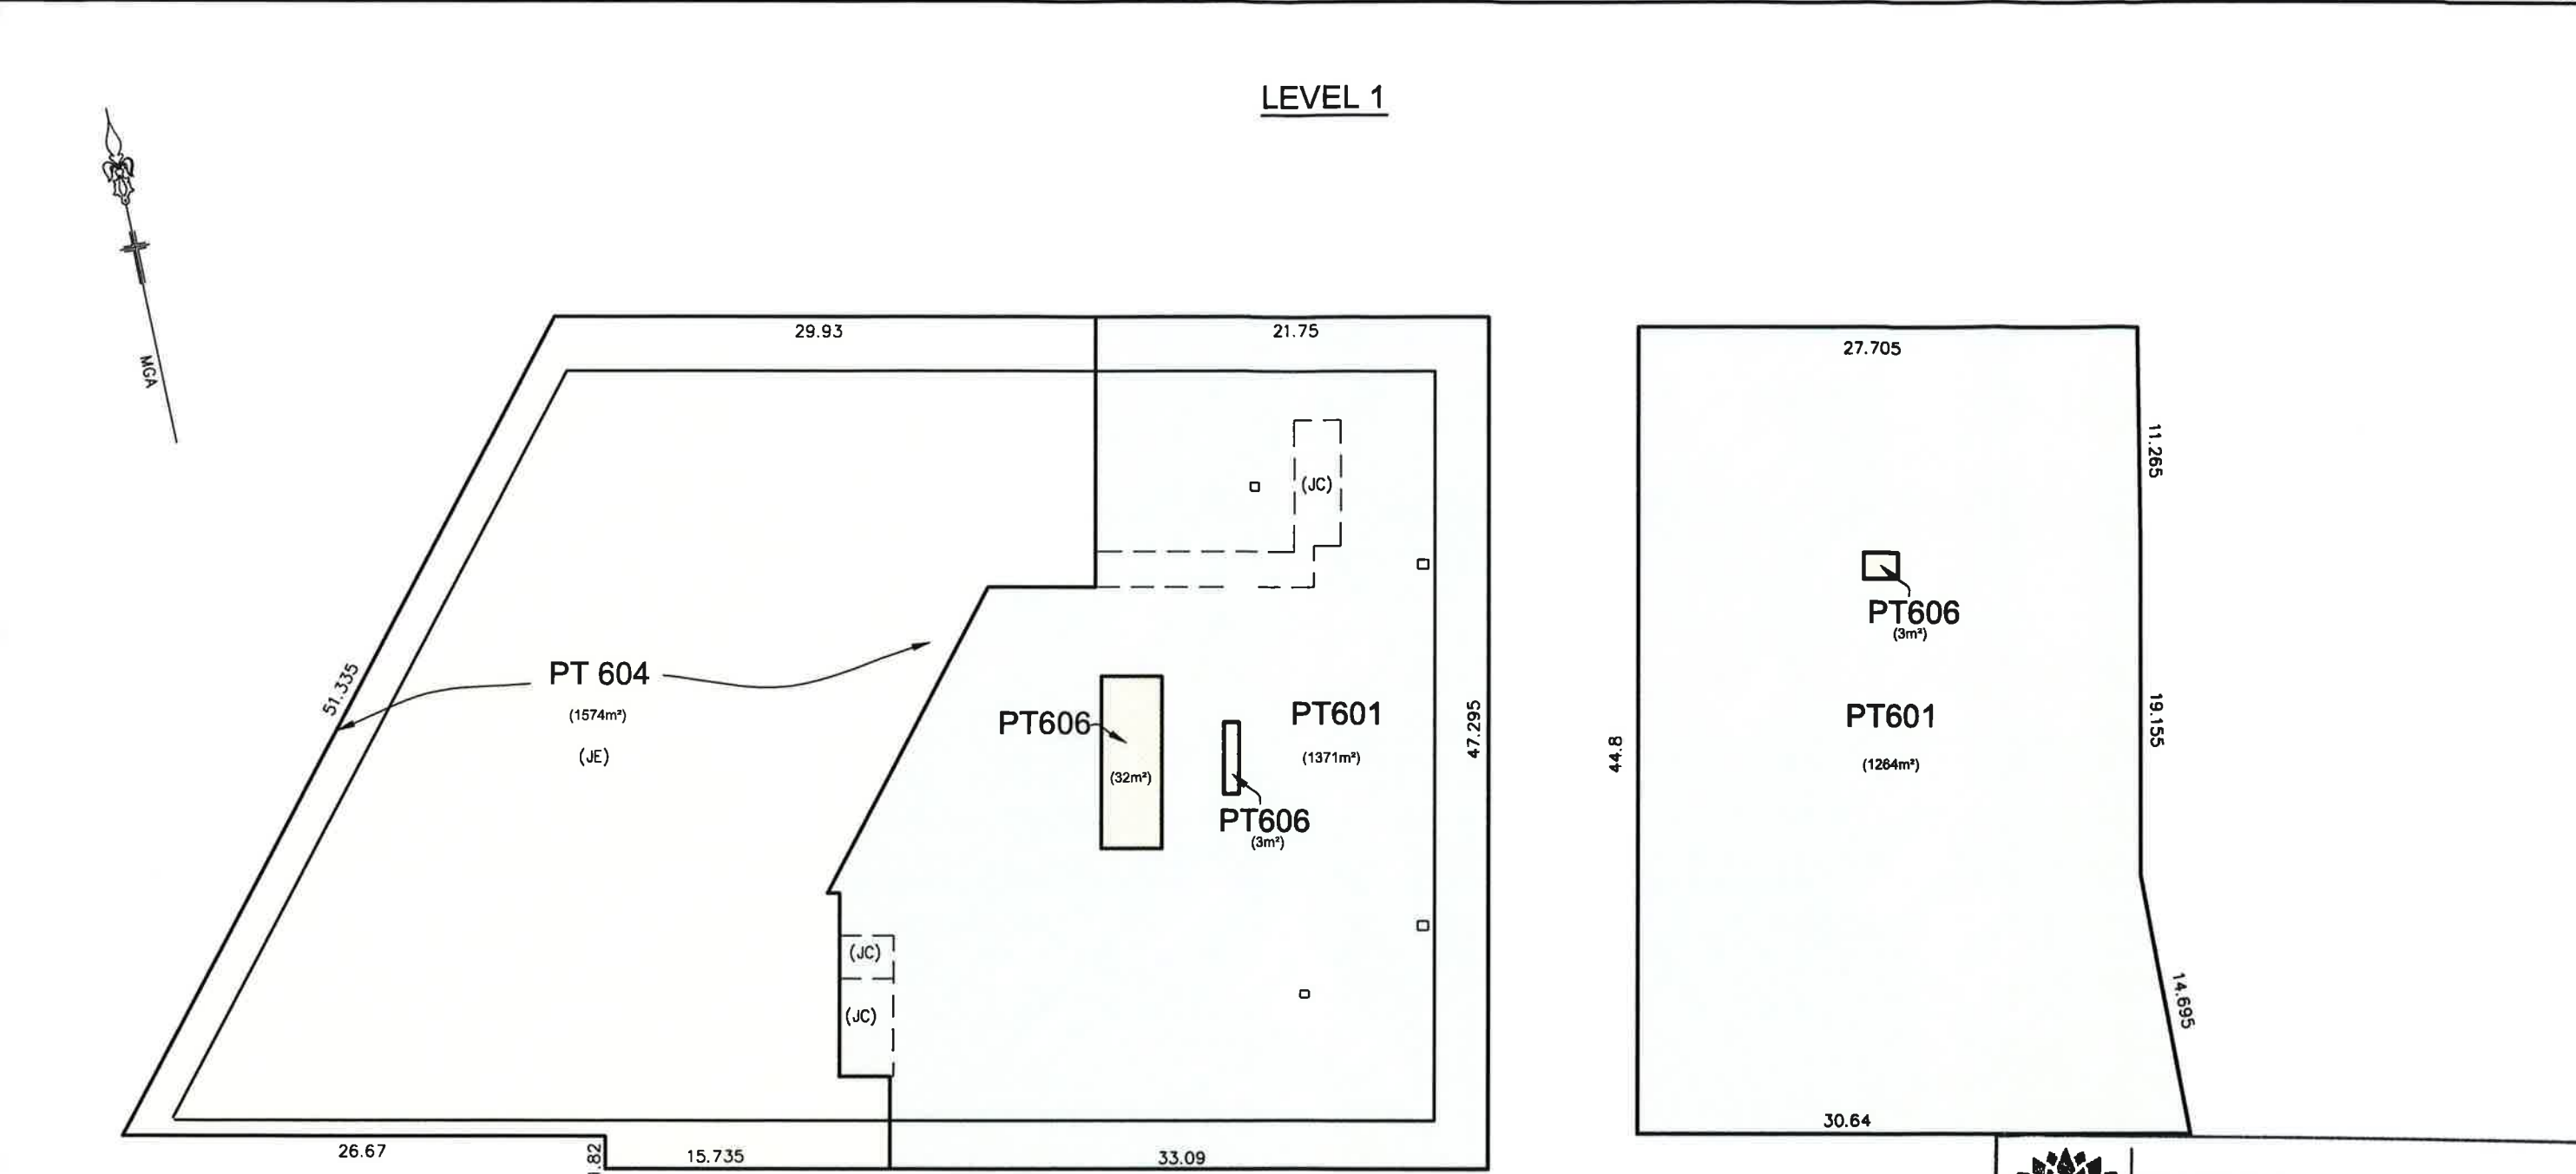 LEVEL 1
MGA
29.93
21.75
27.705
11.265
(JC)
PT606
(3m²)
51.335
PT 604
(1574m²)
(JE)
PT606
(32m²)
PT606
(3m²)
PT601
(1371m²)
47.295
44.8
PT601
(1264m²)
19.155
(JC)
(JC)
14.695
26.67
15.735
33.09
30.64